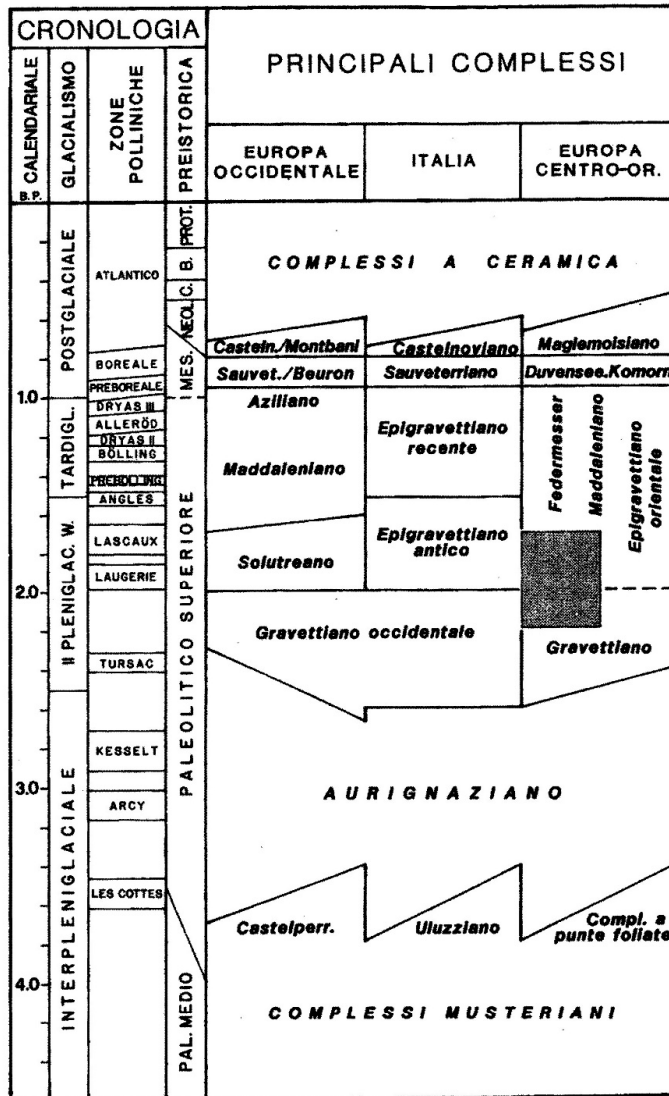 CRONOLOGIA
PRINCIPALI COMPLESSI
CALENDARIALE
B.P.
GLACIALISMO
ZONE
POLLINICHE
PREISTORICA
EUROPA
OCCIDENTALE
ITALIA
EUROPA
CENTRO-OR.
1.0
2.0
3.0
4.0
POSTGLACIALE
TARDIGL.
II PLENIGLAC. W.
INTERPLENIGLACIALE
ATLANTICO
BOREALE
PREBOREALE
DRYAS III
ALLERÖD
DRYAS II
BÖLLING
PREBÖLLING
ANGLES
LASCAUX
LAUGERIE
TURSAC
KESSELT
ARCY
LES COTTES
PROT.
B.
C.
NEOL.
MES.
PALEOLITICO SUPERIORE
PAL. MEDIO
COMPLESSI A CERAMICA
Casteln./Montbani
Castelnoviano
Maglemoisiano
Sauvet./Beuron
Sauveterriano
Duvensee.Komorn.
Aziliano
Maddaleniano
Epigravettiano
recente
Federmesser
Maddaleniano
Epigravettiano
orientale
Solutreano
Epigravettiano
antico
Gravettiano occidentale
Gravettiano
AURIGNAZIANO
Castelperr.
Uluzziano
Compl. a
punte foliate
COMPLESSI MUSTERIANI